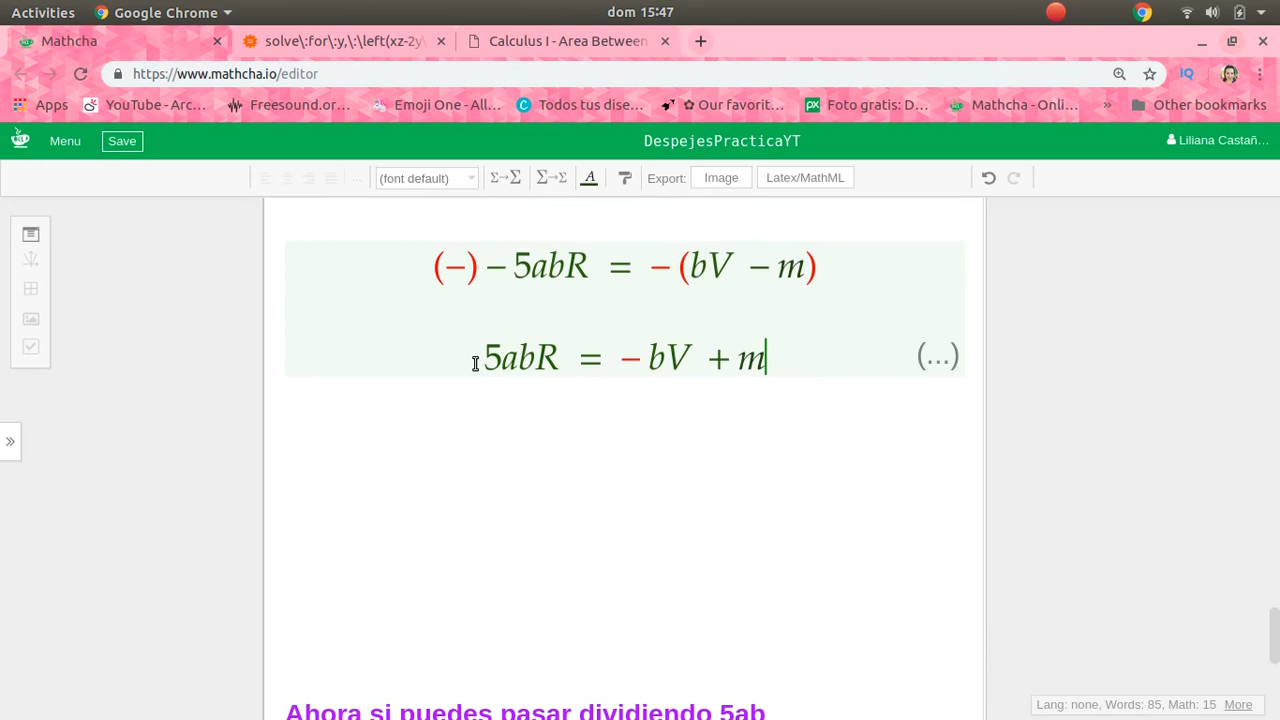 Activities Google Chrome dom 15:47
Mathcha solve\:for\:y,\:\left(xz-2y Calculus I - Area Between
https://www.mathcha.io/editor IQ
Apps YouTube - Arc... Freesound.or... Emoji One - All... Todos tus dise... ✿ Our favorit... Foto gratis: D... Mathcha - Onli... » Other bookmarks
Menu Save DespejesPracticaYT Liliana Castañ...
... (font default) Σ→Σ Σ→Σ A Export: Image Latex/MathML
(−) − 5abR = − (bV − m)
5abR = − bV + m (...)
»
Ahora si puedes pasar dividiendo 5ab
Lang: none, Words: 85, Math: 15 More